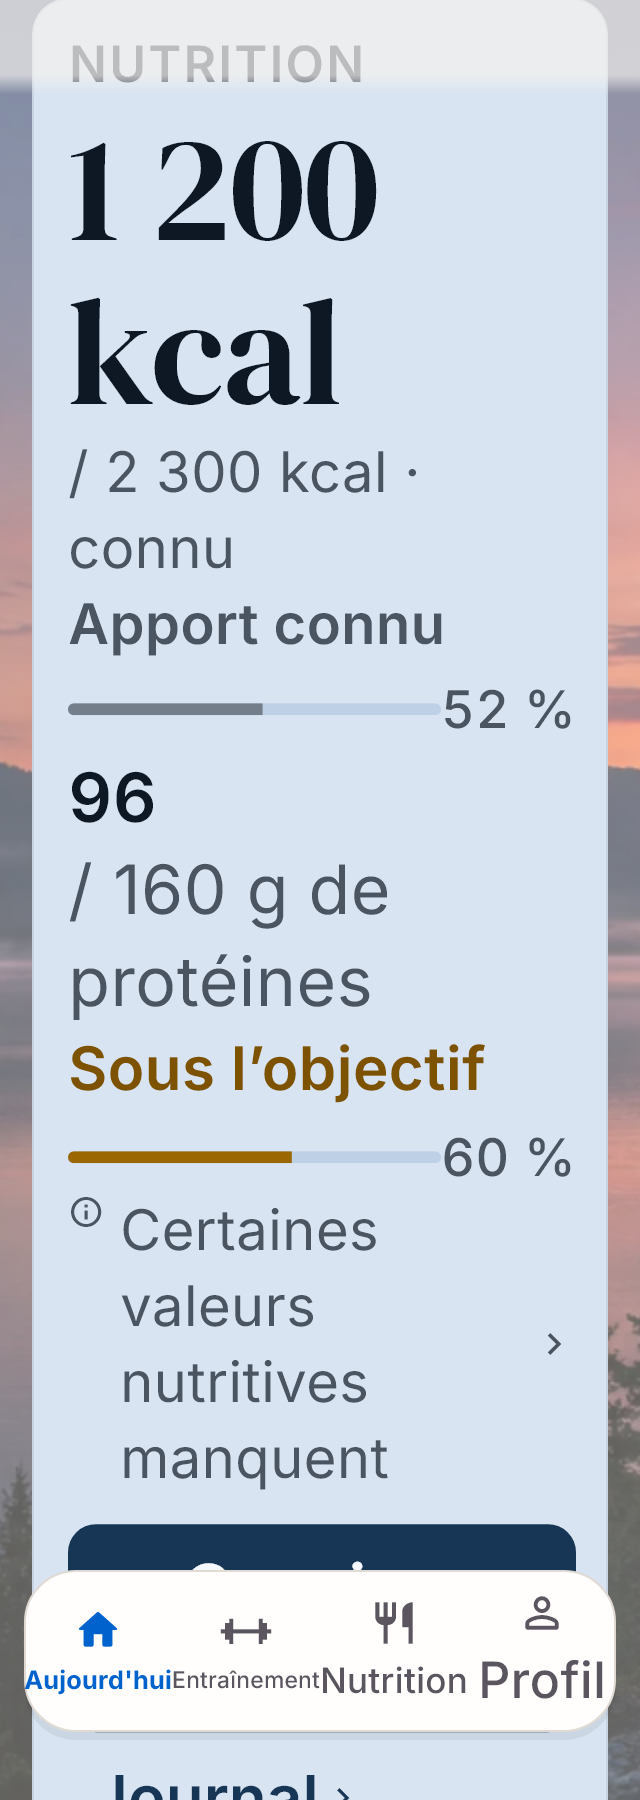 NUTRITION
1 200
kcal
/ 2 300 kcal ·
connu
Apport connu
52 %
96
/ 160 g de
protéines
Sous l’objectif
60 %
Certaines
valeurs
nutritives
manquent
Aujourd'hui Entraînement Nutrition Profil
Journal